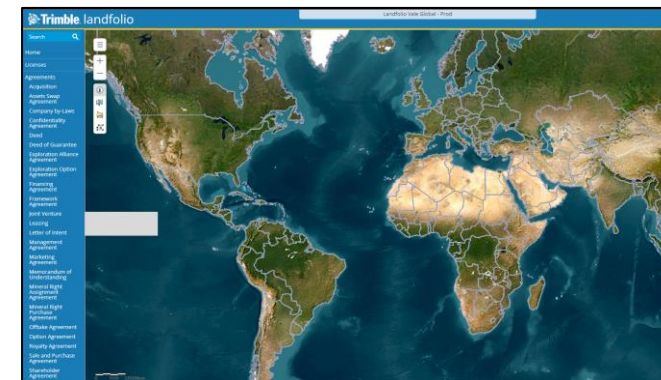 Trimble. landfolio
Landfolio Vale Global - Prod
Search
Home
Licenses
Agreements
Acquisition
Assets Swap
Agreement
Company by-Laws
Confidentiality
Agreement
Deed
Deed of Guarantee
Exploration Alliance
Agreement
Exploration Option
Agreement
Financing
Agreement
Framework
Agreement
Joint Venture
Leasing
Letter of Intent
Management
Agreement
Marketing
Agreement
Memorandum of
Understanding
Mineral Right
Assignment
Agreement
Mineral Right
Purchase
Agreement
Offtake Agreement
Option Agreement
Royalty Agreement
Sale and Purchase
Agreement
Shareholder
Agreement